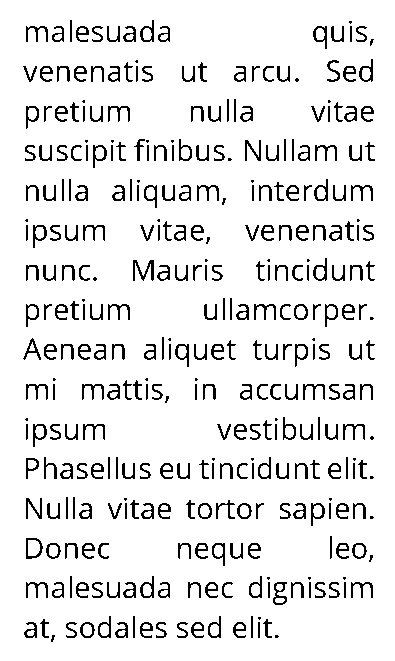 malesuada quis,
venenatis ut arcu. Sed
pretium nulla vitae
suscipit finibus. Nullam ut
nulla aliquam, interdum
ipsum vitae, venenatis
nunc. Mauris tincidunt
pretium ullamcorper.
Aenean aliquet turpis ut
mi mattis, in accumsan
ipsum vestibulum.
Phasellus eu tincidunt elit.
Nulla vitae tortor sapien.
Donec neque leo,
malesuada nec dignissim
at, sodales sed elit.